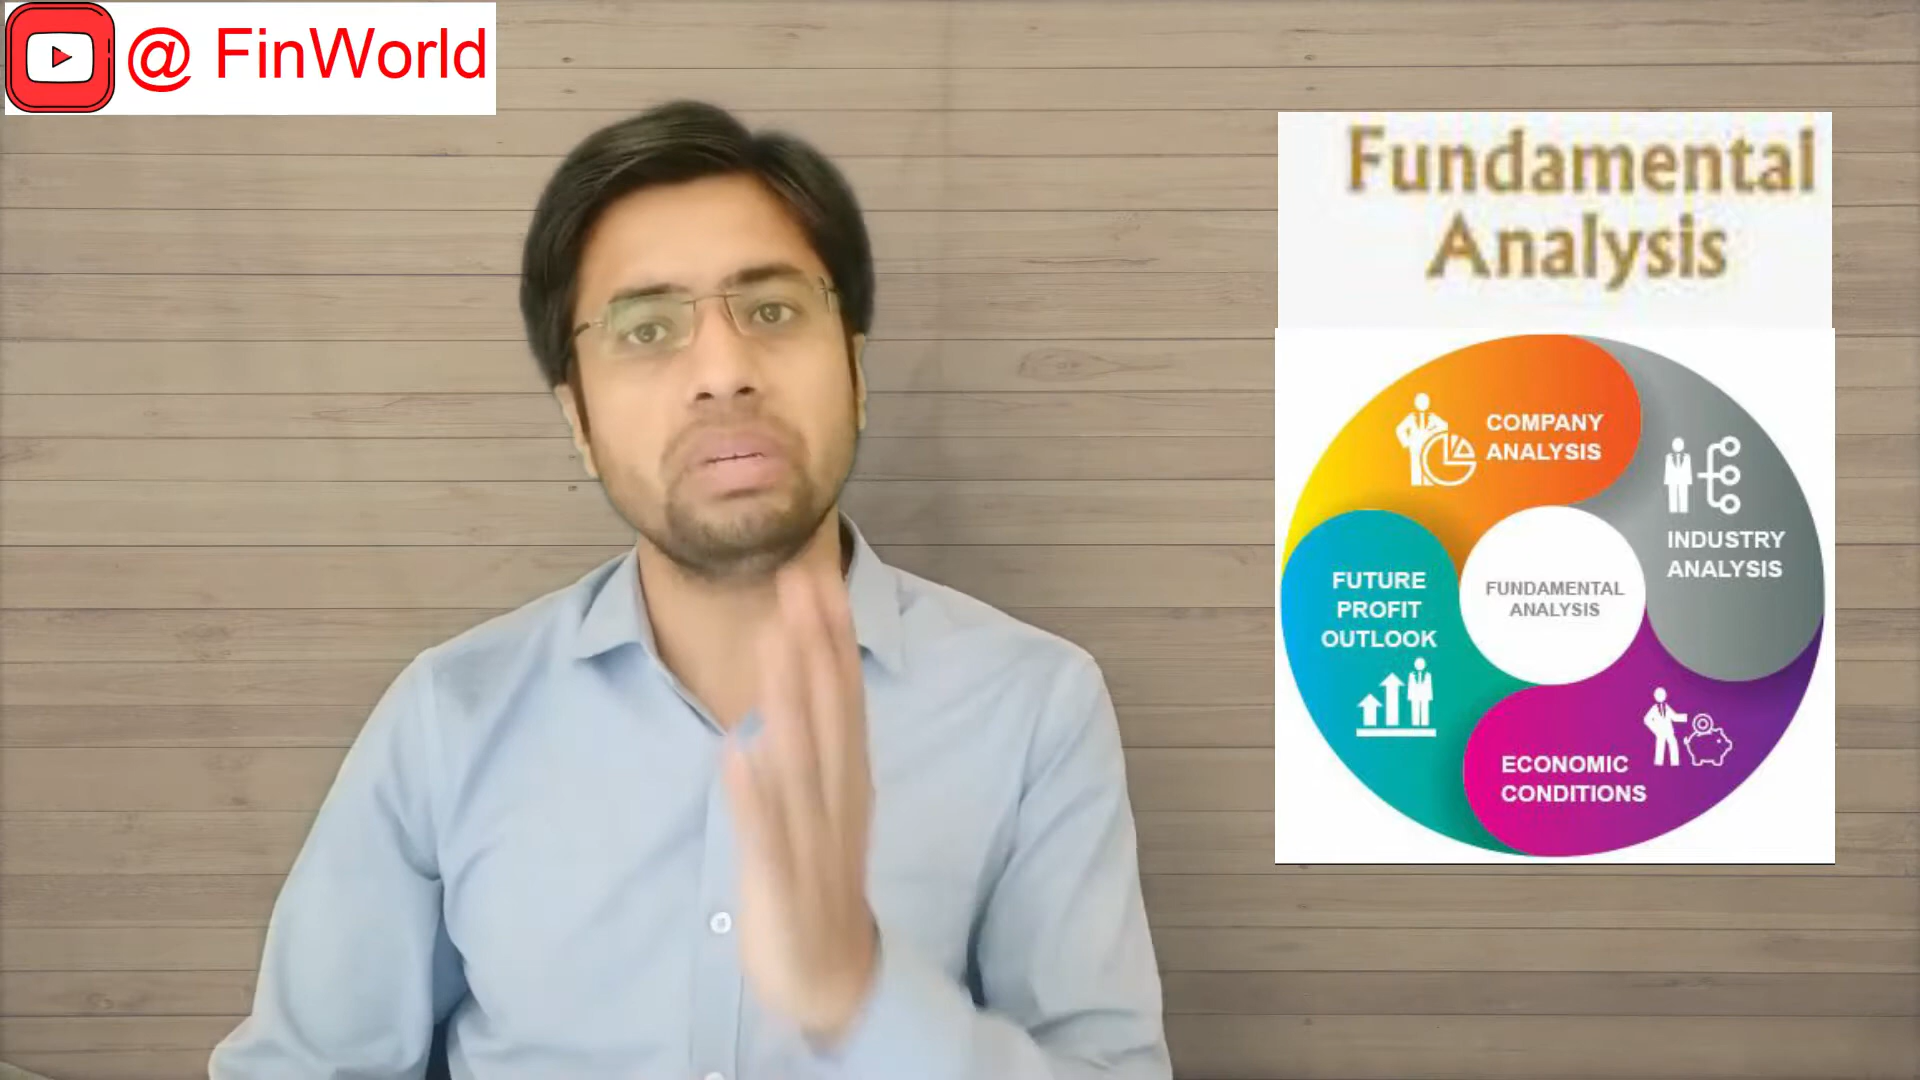 @ FinWorld
Fundamental
Analysis
COMPANY
ANALYSIS
INDUSTRY
ANALYSIS
FUTURE
PROFIT
OUTLOOK
FUNDAMENTAL
ANALYSIS
ECONOMIC
CONDITIONS